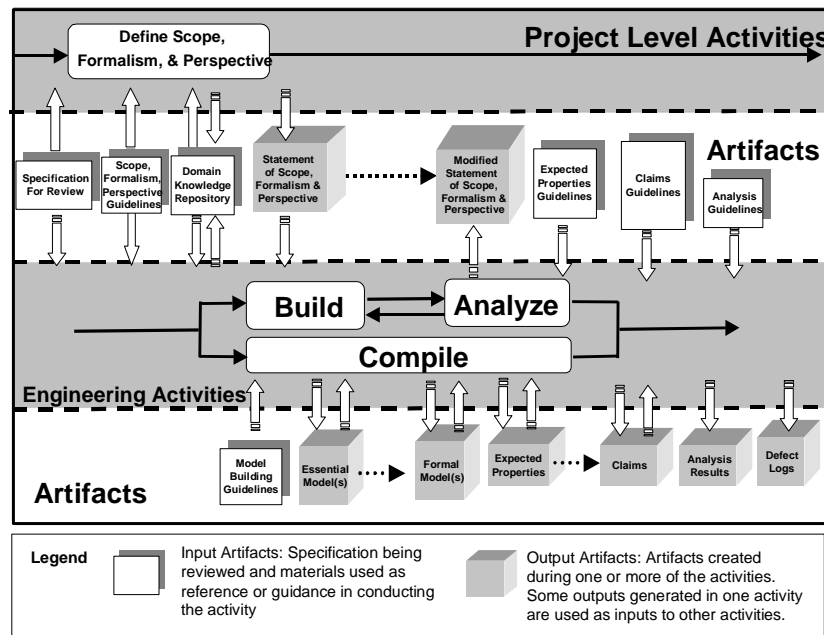 Define Scope,
Formalism, & Perspective
Project Level Activities
Artifacts
Specification
For Review
Scope,
Formalism,
Perspective
Guidelines
Domain
Knowledge
Repository
Statement
of Scope,
Formalism &
Perspective
Modified
Statement
of Scope,
Formalism &
Perspective
Expected
Properties
Guidelines
Claims
Guidelines
Analysis
Guidelines
Build
Analyze
Compile
Engineering Activities
Artifacts
Model
Building
Guidelines
Essential
Model(s)
Formal
Model(s)
Expected
Properties
Claims
Analysis
Results
Defect
Logs
Legend
Input Artifacts: Specification being
reviewed and materials used as
reference or guidance in conducting
the activity
Output Artifacts: Artifacts created
during one or more of the activities.
Some outputs generated in one activity
are used as inputs to other activities.